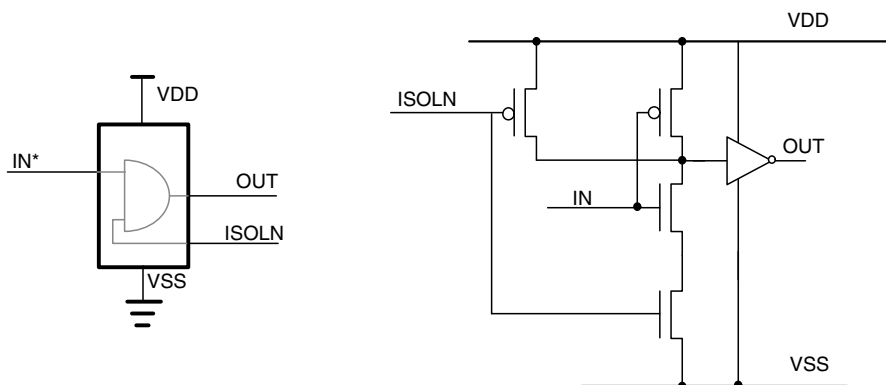 VDD
IN*
OUT
ISOLN
VSS
VDD
ISOLN
OUT
IN
VSS